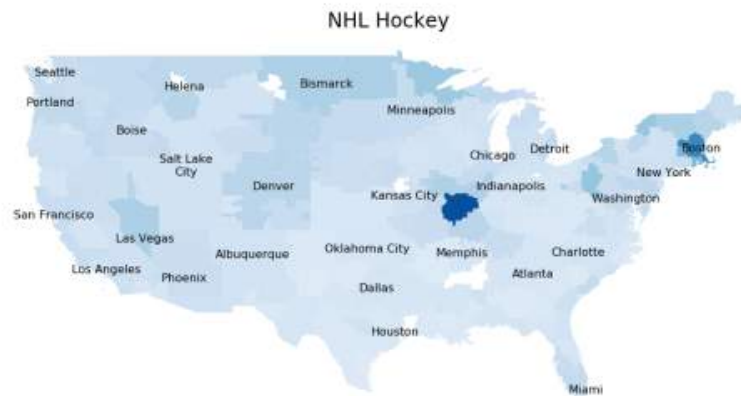 NHL Hockey
Seattle
Helena
Bismarck
Portland
Minneapolis
Boise
Boston
Detroit
Chicago
Salt Lake
City
New York
Denver
Indianapolis
Kansas City
Washington
San Francisco
Las Vegas
Oklahoma City
Memphis
Charlotte
Albuquerque
Los Angeles
Phoenix
Atlanta
Dallas
Houston
Miami